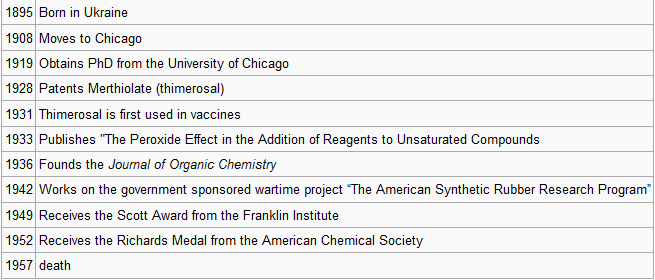 1895 Born in Ukraine
1908 Moves to Chicago
1919 Obtains PhD from the University of Chicago
1928 Patents Merthiolate (thimerosal)
1931 Thimerosal is first used in vaccines
1933 Publishes "The Peroxide Effect in the Addition of Reagents to Unsaturated Compounds
1936 Founds the Journal of Organic Chemistry
1942 Works on the government sponsored wartime project “The American Synthetic Rubber Research Program”
1949 Receives the Scott Award from the Franklin Institute
1952 Receives the Richards Medal from the American Chemical Society
1957 death